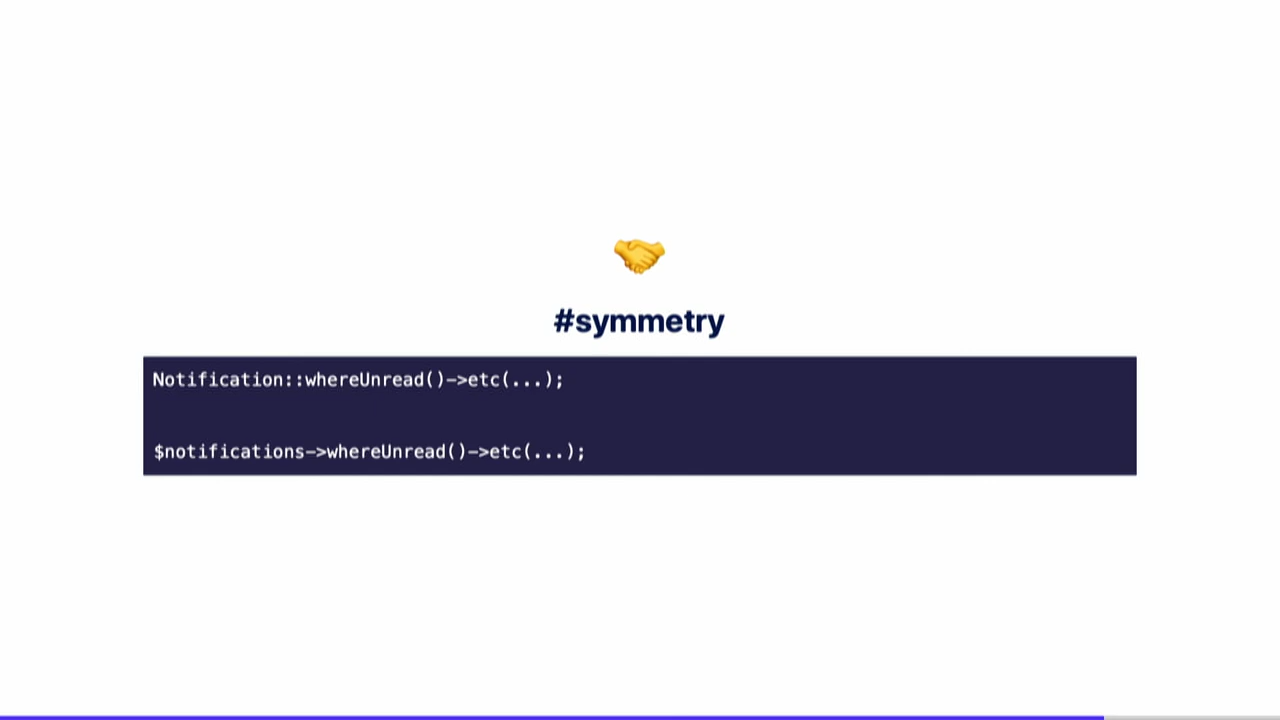 #symmetry
Notification::whereUnread()->etc(...);
$notifications->whereUnread()->etc(...);